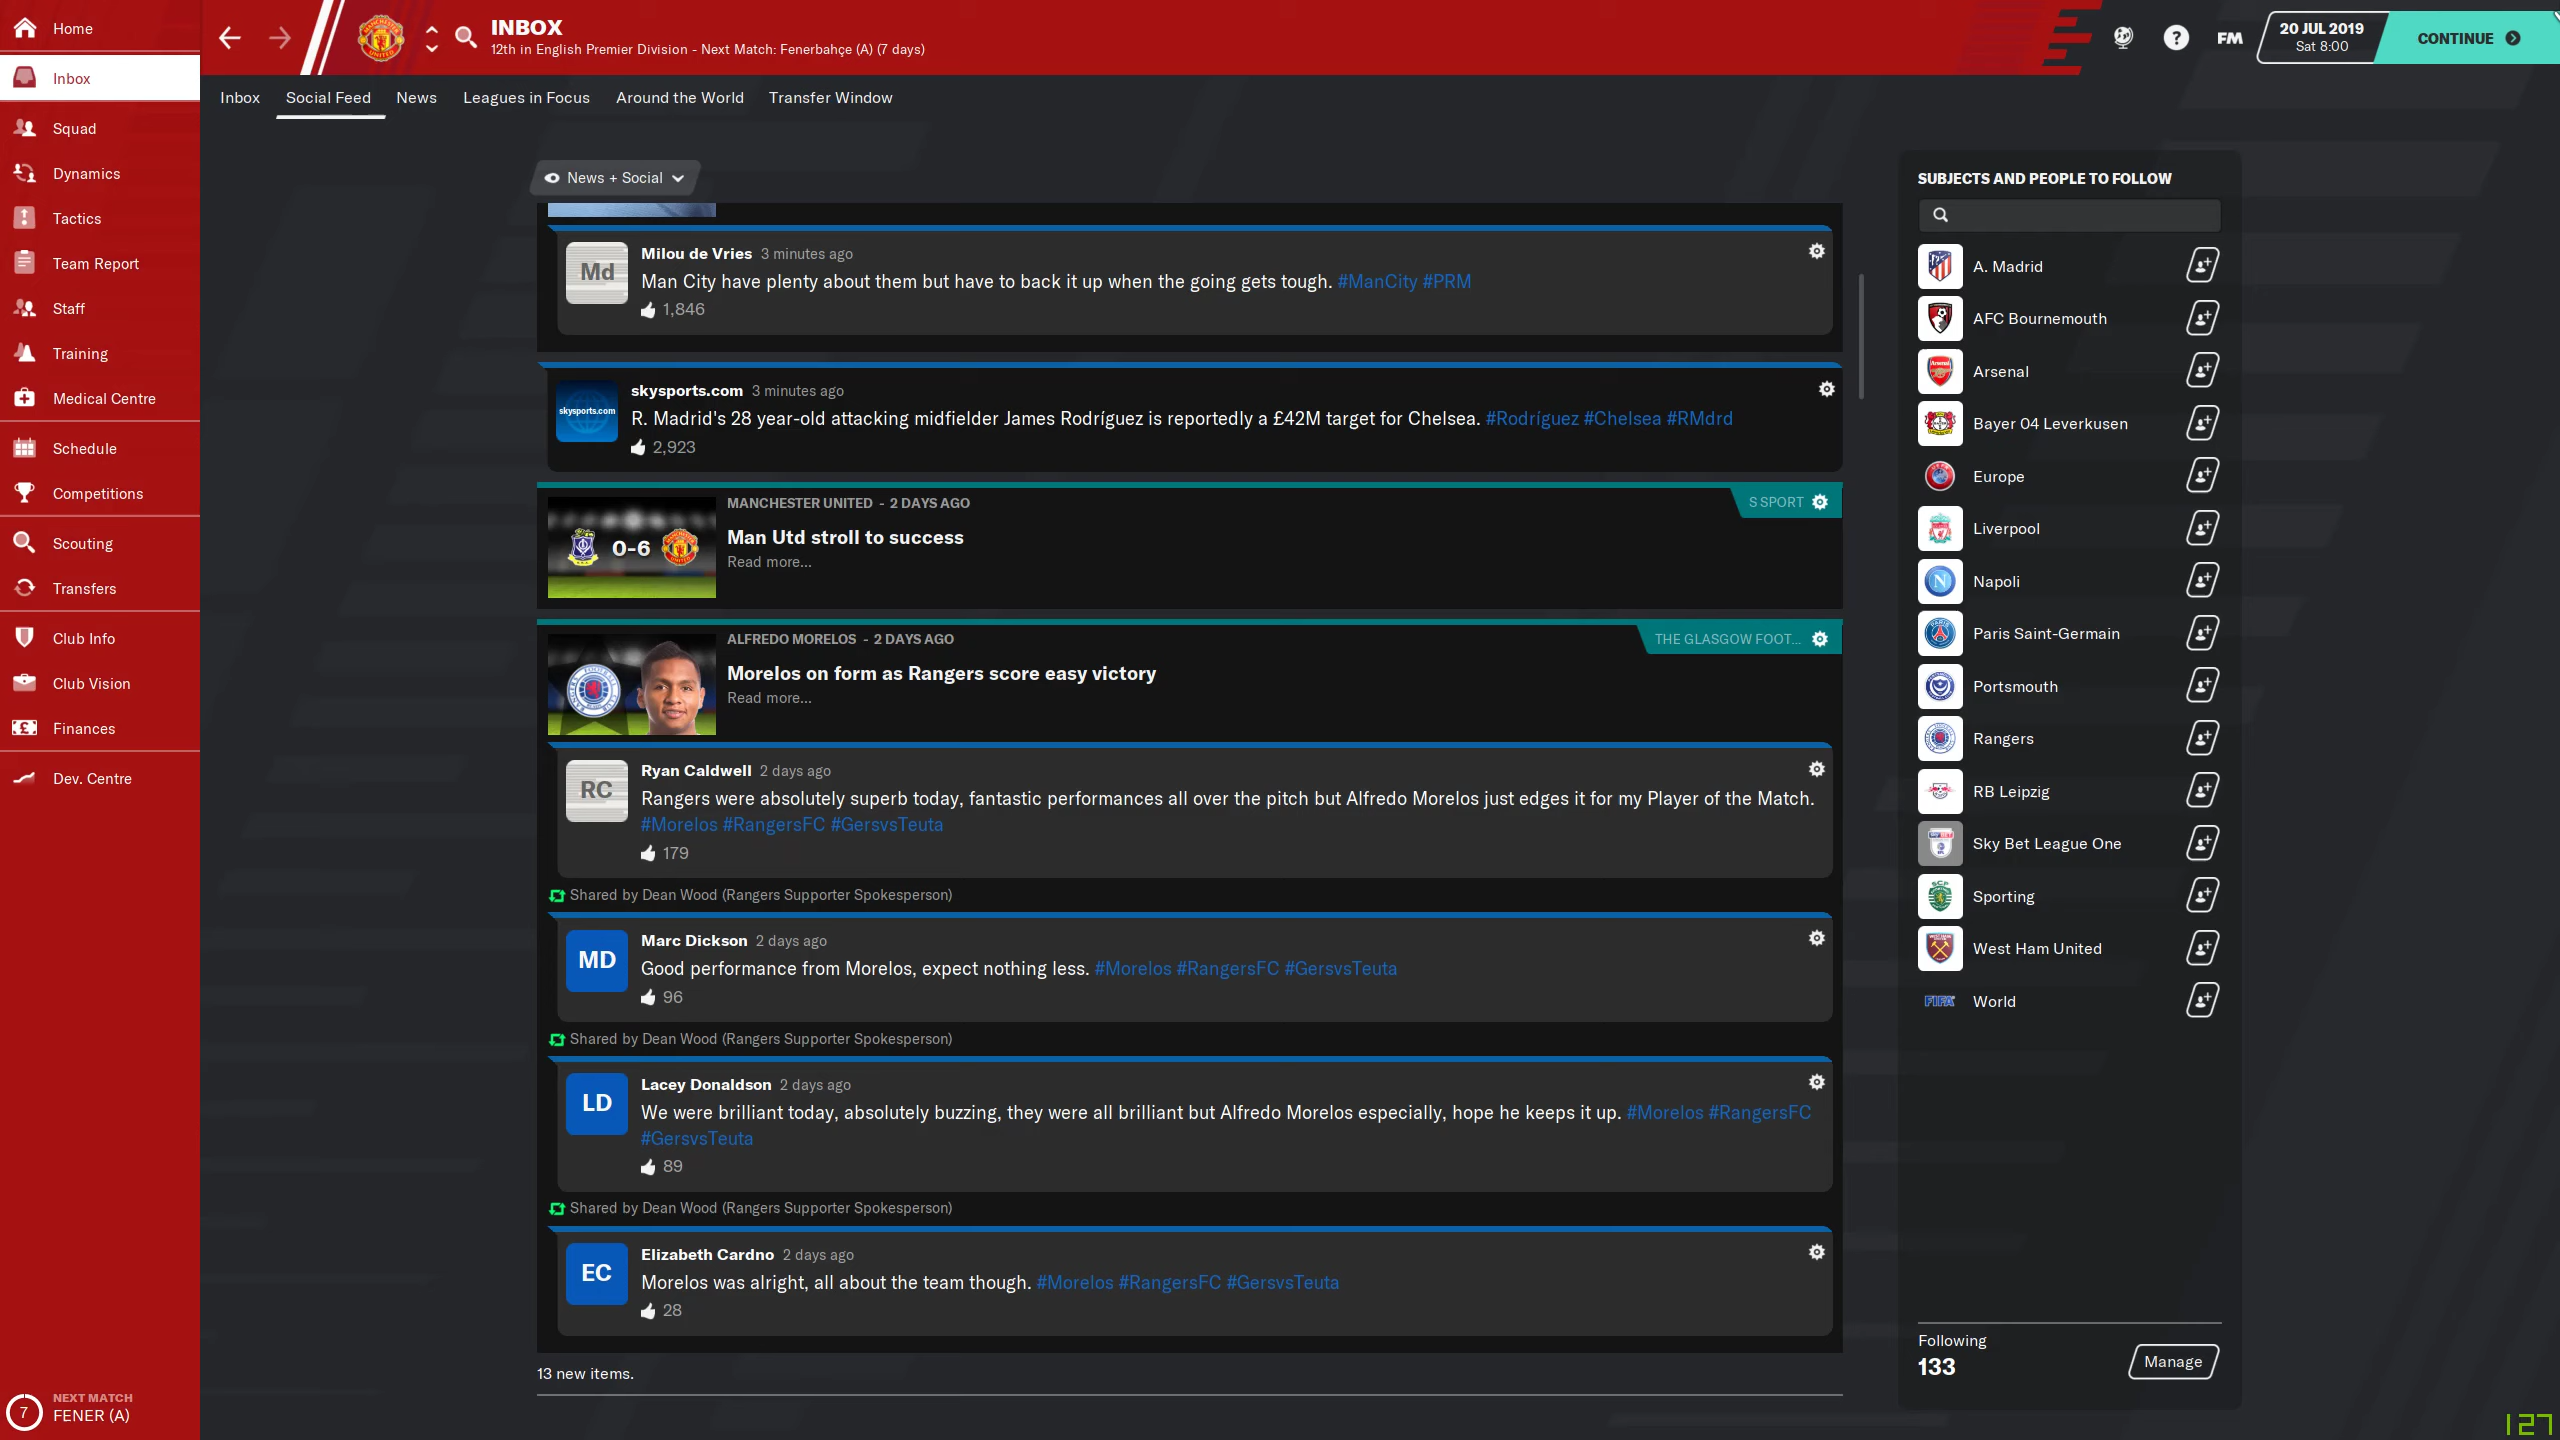 Home
Inbox
Squad
Dynamics
Tactics
Team Report
Staff
Training
Medical Centre
Schedule
Competitions
Scouting
Transfers
Club Info
Club Vision
Finances
Dev. Centre
7
NEXT MATCH
FENER (A)
INBOX
12th in English Premier Division - Next Match: Fenerbahçe (A) (7 days)
?
FM
20 JUL 2019
Sat 8:00
CONTINUE
Inbox
Social Feed
News
Leagues in Focus
Around the World
Transfer Window
News + Social
Md
Milou de Vries 3 minutes ago
Man City have plenty about them but have to back it up when the going gets tough. #ManCity #PRM
1,846
skysports.com
skysports.com 3 minutes ago
R. Madrid's 28 year-old attacking midfielder James Rodríguez is reportedly a £42M target for Chelsea. #Rodríguez #Chelsea #RMdrd
2,923
MANCHESTER UNITED - 2 DAYS AGO
S SPORT
0-6
Man Utd stroll to success
Read more...
ALFREDO MORELOS - 2 DAYS AGO
THE GLASGOW FOOT...
Morelos on form as Rangers score easy victory
Read more...
RC
Ryan Caldwell 2 days ago
Rangers were absolutely superb today, fantastic performances all over the pitch but Alfredo Morelos just edges it for my Player of the Match.
#Morelos #RangersFC #GersvsTeuta
179
Shared by Dean Wood (Rangers Supporter Spokesperson)
MD
Marc Dickson 2 days ago
Good performance from Morelos, expect nothing less. #Morelos #RangersFC #GersvsTeuta
96
Shared by Dean Wood (Rangers Supporter Spokesperson)
LD
Lacey Donaldson 2 days ago
We were brilliant today, absolutely buzzing, they were all brilliant but Alfredo Morelos especially, hope he keeps it up. #Morelos #RangersFC
#GersvsTeuta
89
Shared by Dean Wood (Rangers Supporter Spokesperson)
EC
Elizabeth Cardno 2 days ago
Morelos was alright, all about the team though. #Morelos #RangersFC #GersvsTeuta
28
13 new items.
SUBJECTS AND PEOPLE TO FOLLOW
A. Madrid
AFC Bournemouth
Arsenal
Bayer 04 Leverkusen
Europe
Liverpool
Napoli
Paris Saint-Germain
Portsmouth
Rangers
RB Leipzig
Sky Bet League One
Sporting
West Ham United
FIFA
World
Following
133
Manage
127